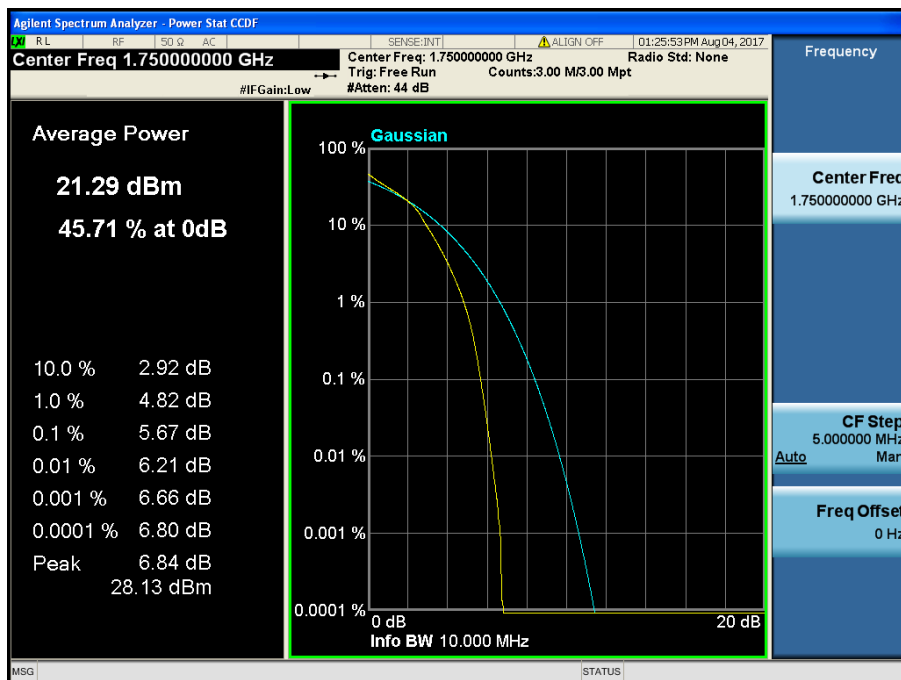 Agilent Spectrum Analyzer - Power Stat CCDF
LXI RL RF 50 Ω AC SENSE:INT ALIGN OFF 01:25:53 PM Aug 04, 2017
Center Freq 1.750000000 GHz
Center Freq: 1.750000000 GHz Radio Std: None
Trig: Free Run Counts:3.00 M/3.00 Mpt
#IFGain:Low #Atten: 44 dB
Average Power
21.29 dBm
45.71 % at 0dB
10.0 % 2.92 dB
1.0 % 4.82 dB
0.1 % 5.67 dB
0.01 % 6.21 dB
0.001 % 6.66 dB
0.0001 % 6.80 dB
Peak 6.84 dB
28.13 dBm
Gaussian
100 %
10 %
1 %
0.1 %
0.01 %
0.001 %
0.0001 %
0 dB 20 dB
Info BW 10.000 MHz
Frequency
Center Freq
1.750000000 GHz
CF Step
5.000000 MHz
Auto Man
Freq Offset
0 Hz
MSG STATUS